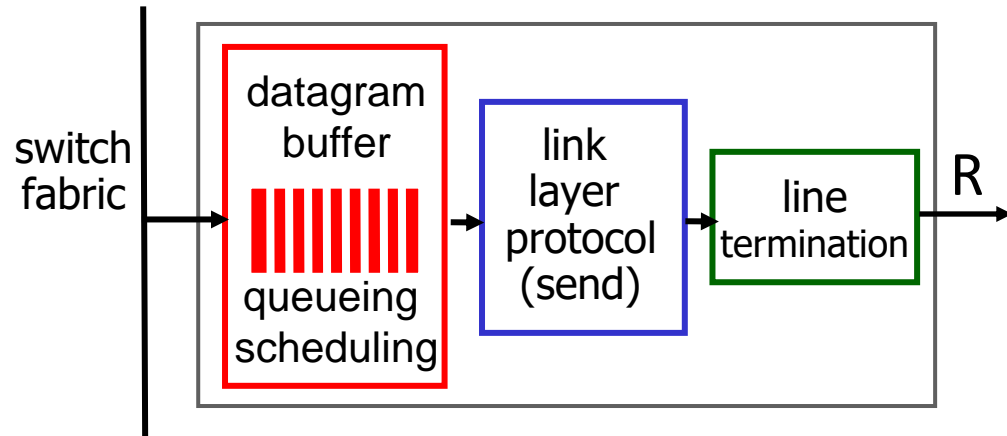 switch
fabric
datagram
buffer
queueing
scheduling
link
layer
protocol
(send)
line
termination
R